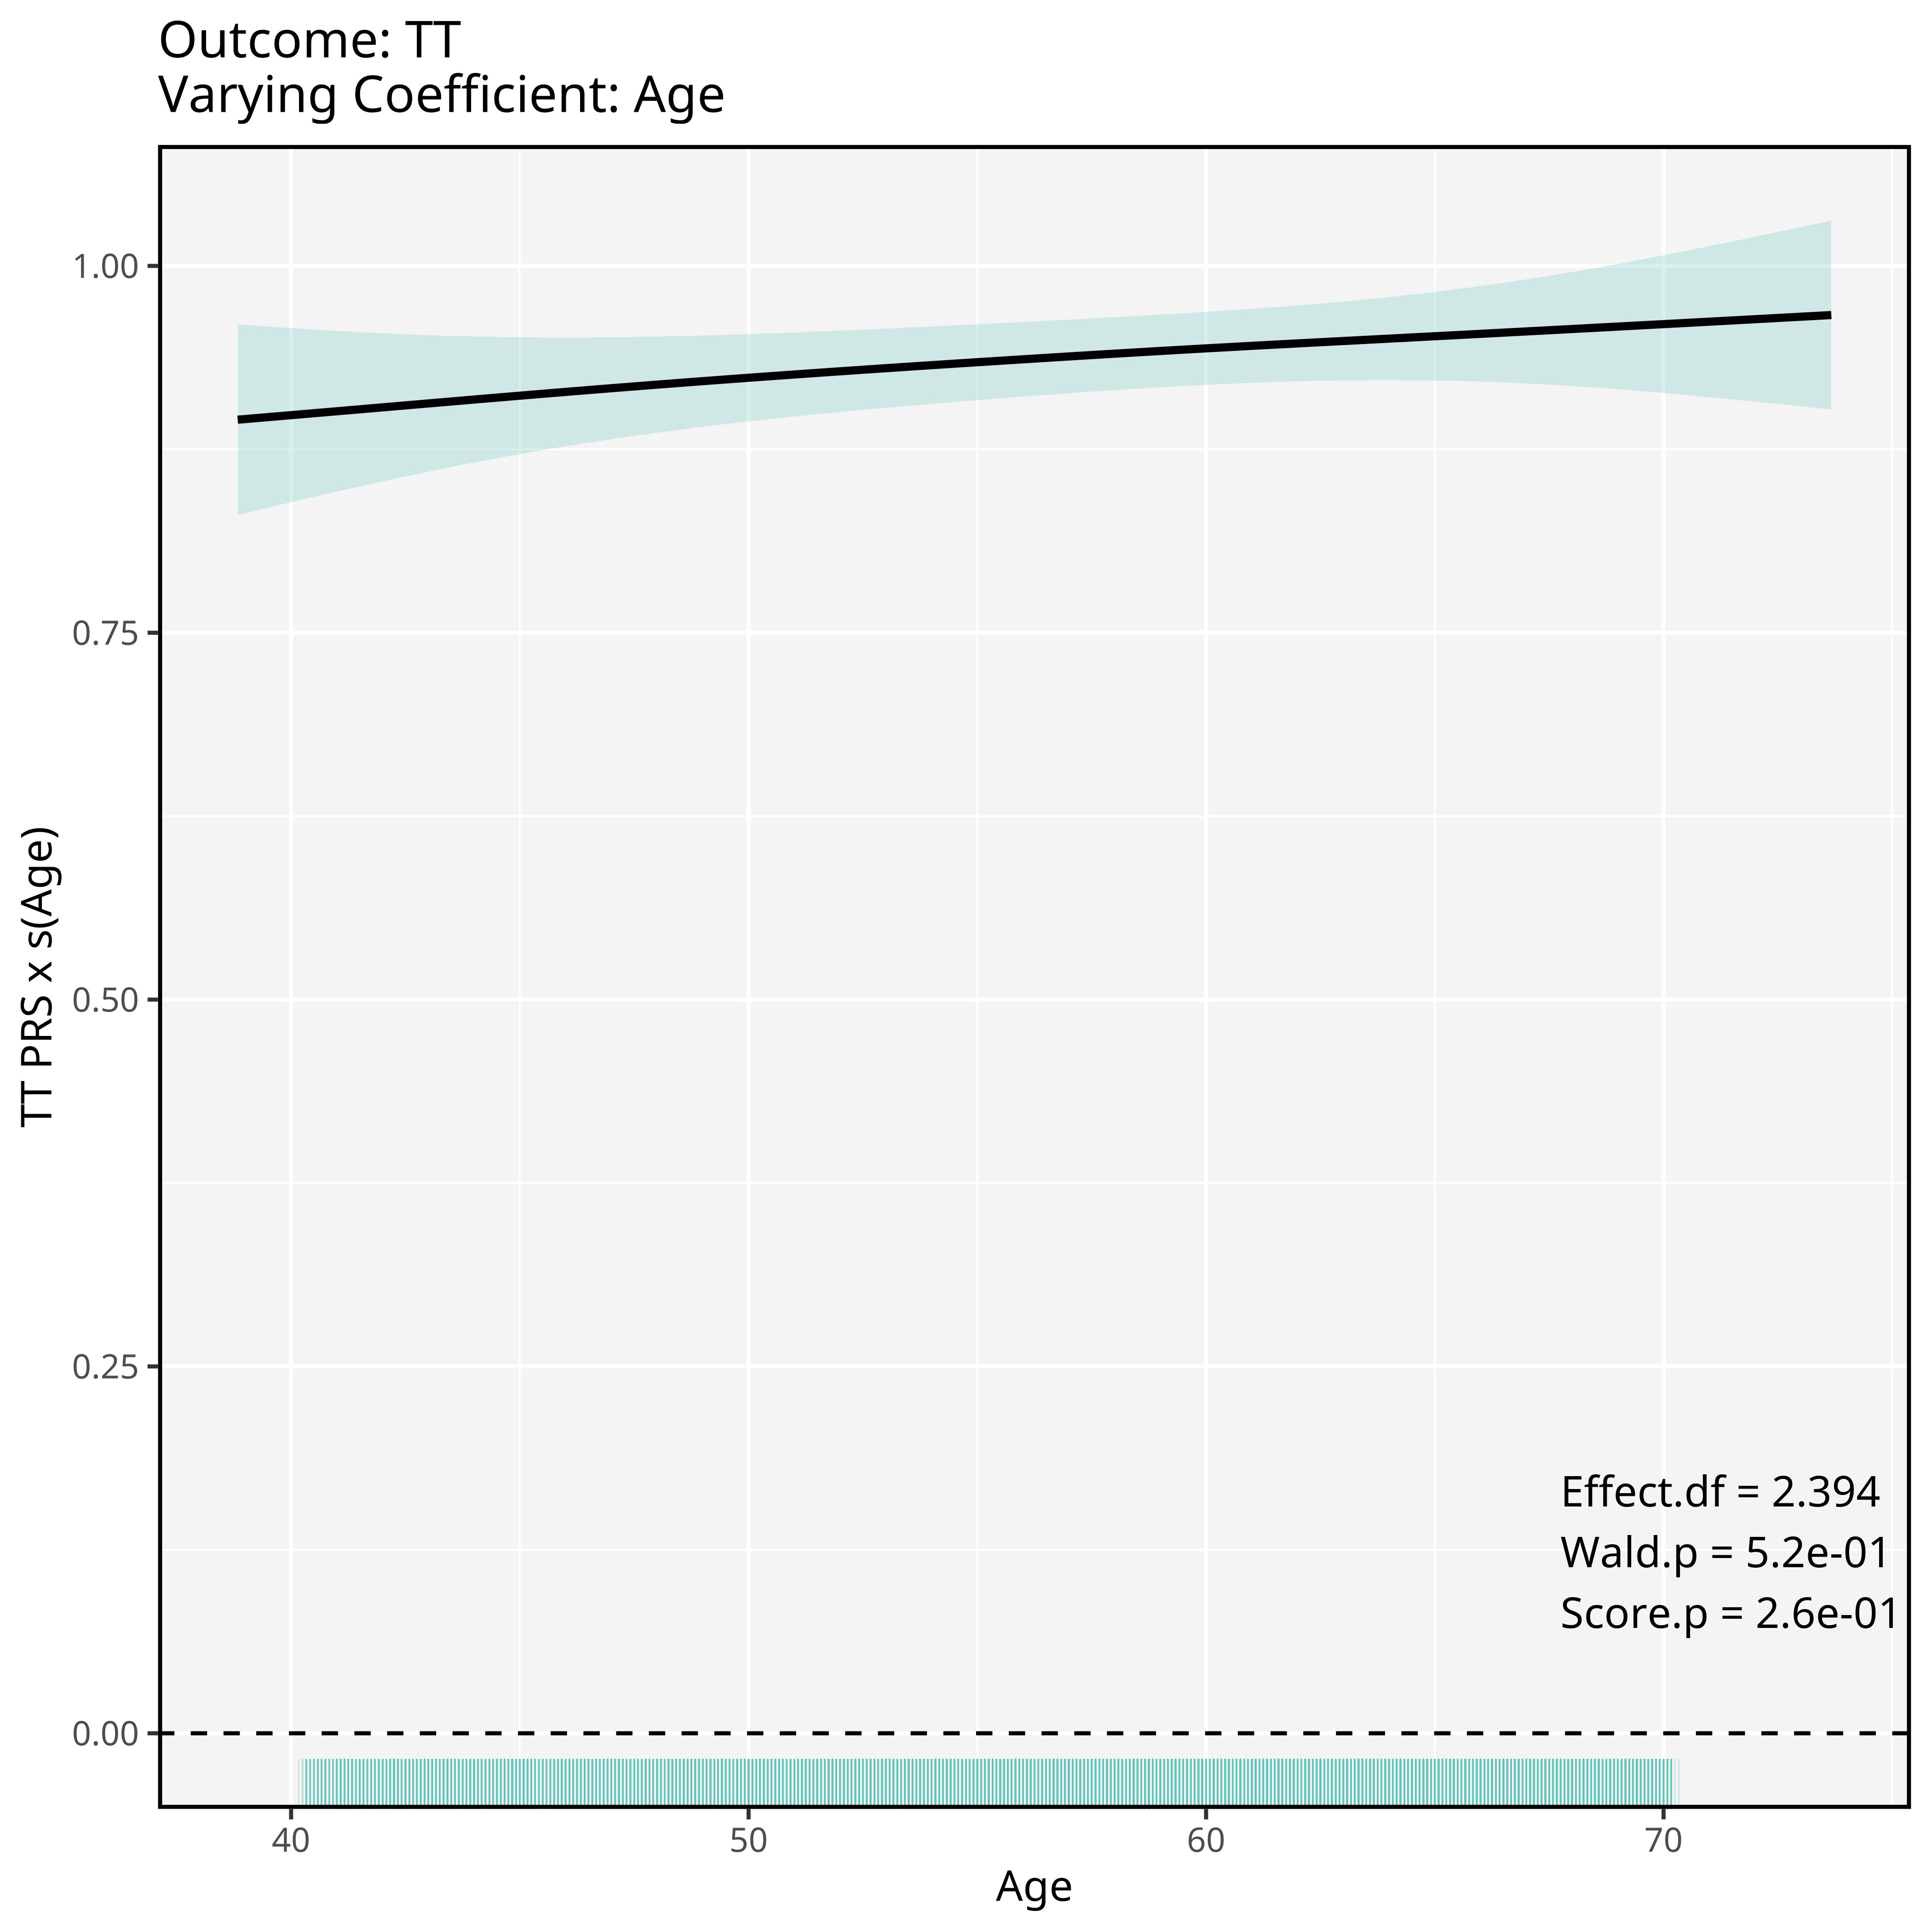 Outcome: TT
Varying Coefficient: Age
1.00
0.75
0.50
0.25
0.00
TT PRS x s(Age)
Effect.df = 2.394
Wald.p = 5.2e-01
Score.p = 2.6e-01
40 50 60 70
Age